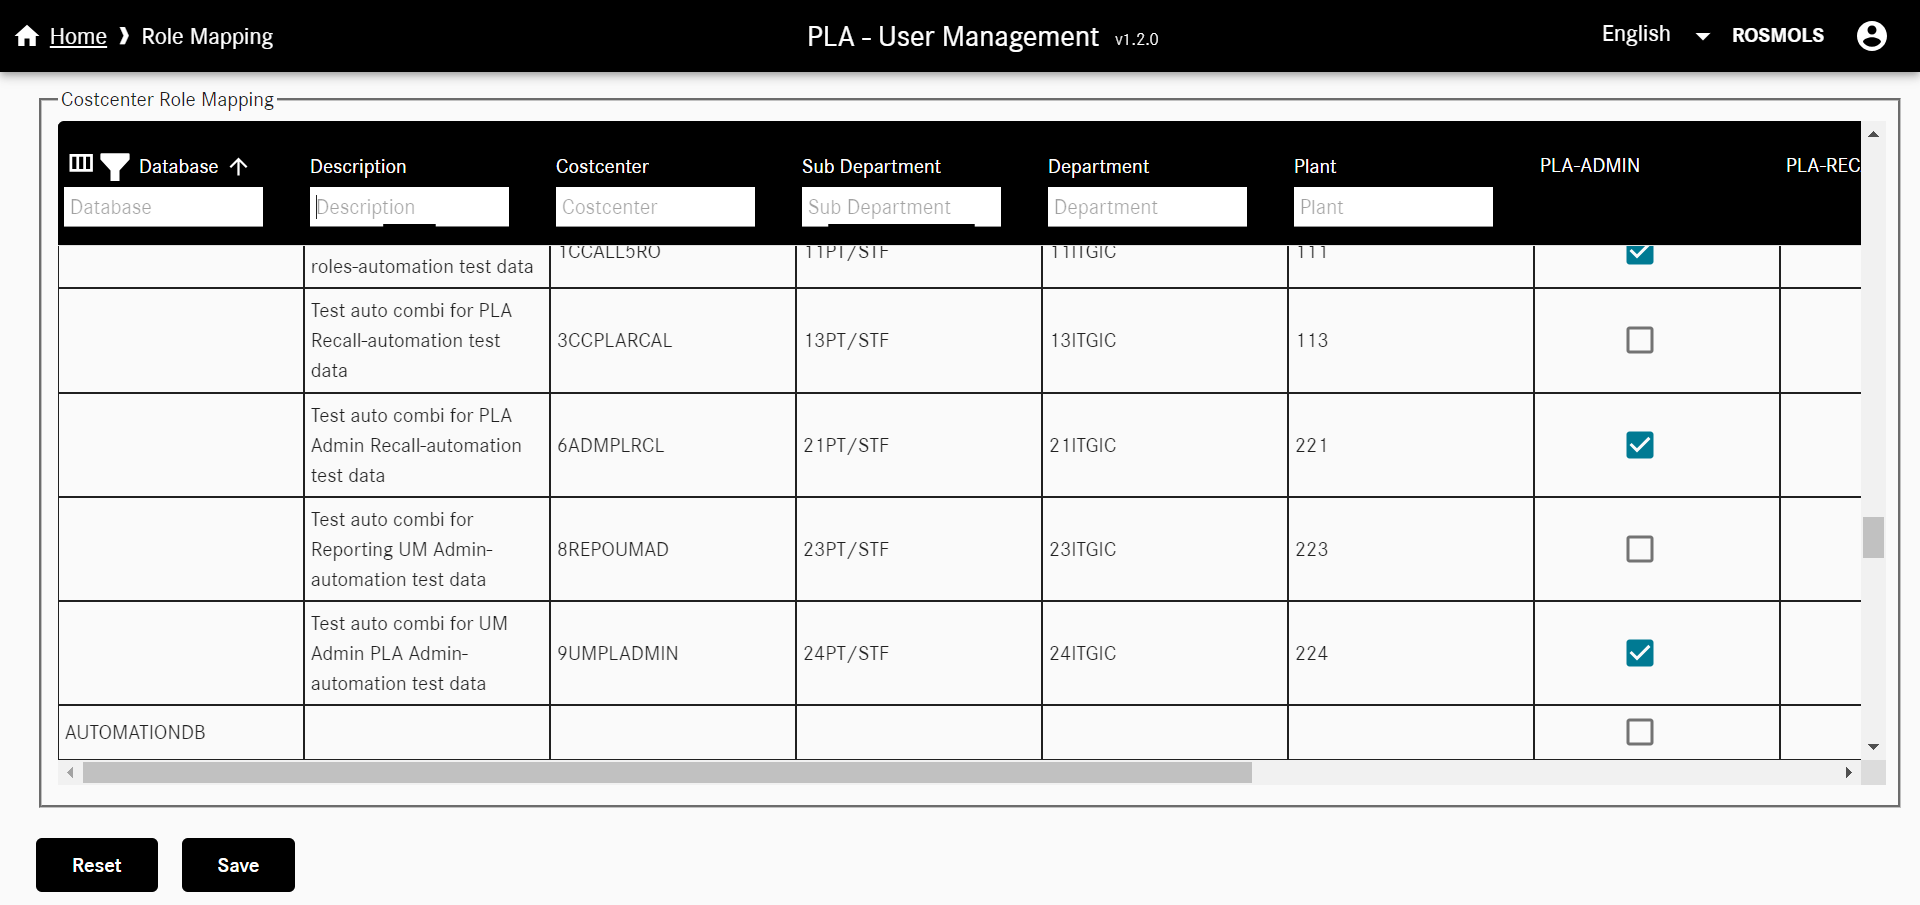 Home ❱ Role Mapping
PLA - User Management v1.2.0
English
ROSMOLS
Costcenter Role Mapping
Database Description Costcenter Sub Department Department Plant PLA-ADMIN PLA-REC
Database Description Costcenter Sub Department Department Plant
1CCALL5RO 11PT/STF 11ITGIC 111
roles-automation test data
Test auto combi for PLA
Recall-automation test
data
3CCPLARCAL 13PT/STF 13ITGIC 113
Test auto combi for PLA
Admin Recall-automation
test data
6ADMPLRCL 21PT/STF 21ITGIC 221
Test auto combi for
Reporting UM Admin-
automation test data
8REPOUMAD 23PT/STF 23ITGIC 223
Test auto combi for UM
Admin PLA Admin-
automation test data
9UMPLADMIN 24PT/STF 24ITGIC 224
AUTOMATIONDB
Reset
Save